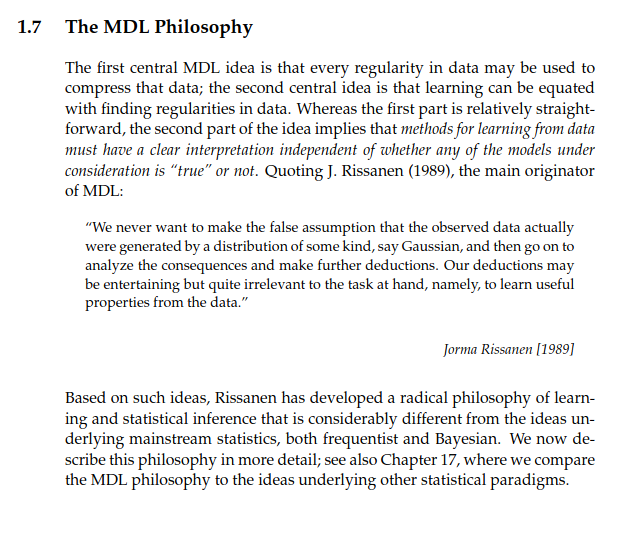 1.7 The MDL Philosophy
The first central MDL idea is that every regularity in data may be used to
compress that data; the second central idea is that learning can be equated
with finding regularities in data. Whereas the first part is relatively straight-
forward, the second part of the idea implies that methods for learning from data
must have a clear interpretation independent of whether any of the models under
consideration is “true” or not. Quoting J. Rissanen (1989), the main originator
of MDL:
“We never want to make the false assumption that the observed data actually
were generated by a distribution of some kind, say Gaussian, and then go on to
analyze the consequences and make further deductions. Our deductions may
be entertaining but quite irrelevant to the task at hand, namely, to learn useful
properties from the data.”
Jorma Rissanen [1989]
Based on such ideas, Rissanen has developed a radical philosophy of learn-
ing and statistical inference that is considerably different from the ideas un-
derlying mainstream statistics, both frequentist and Bayesian. We now de-
scribe this philosophy in more detail; see also Chapter 17, where we compare
the MDL philosophy to the ideas underlying other statistical paradigms.